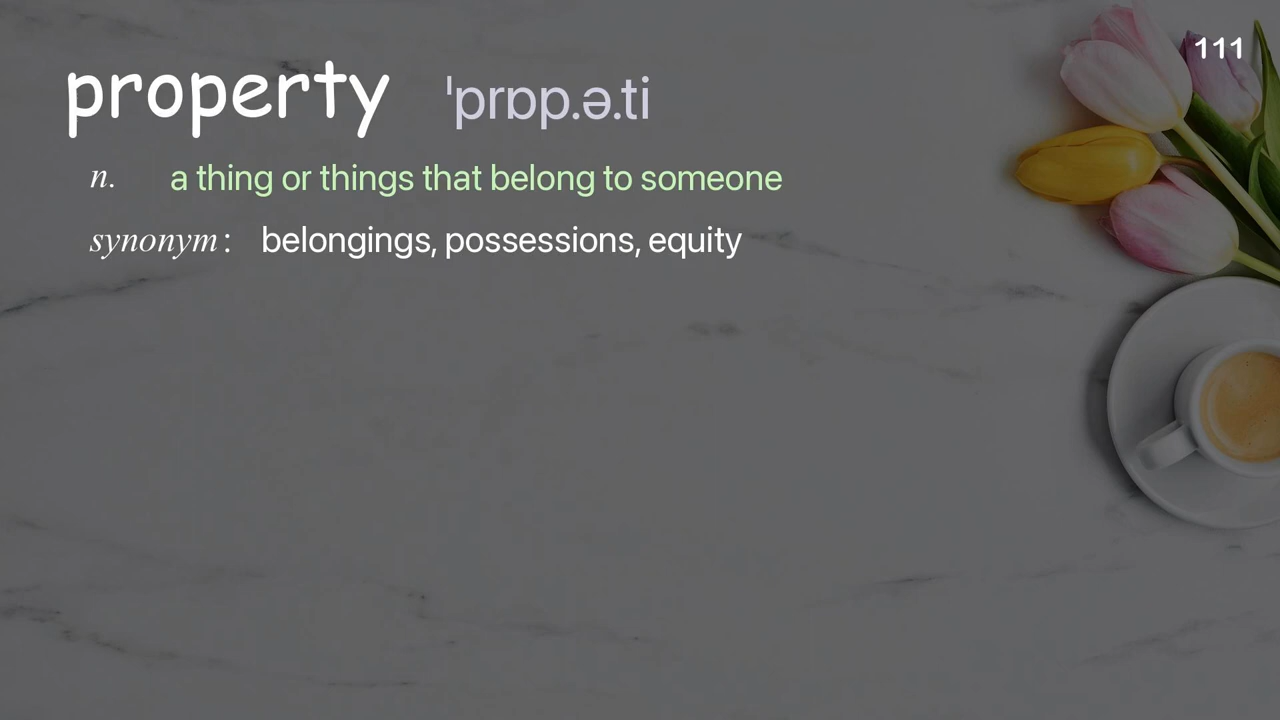 111
property ˈprɒp.ə.ti
n. a thing or things that belong to someone
synonym: belongings, possessions, equity